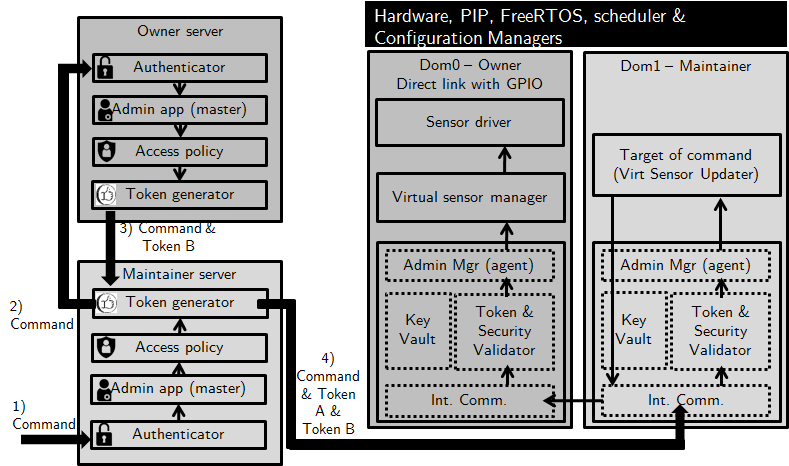 Owner server
Authenticator
Admin app (master)
Access policy
Token generator
3) Command &
Token B
Maintainer server
Token generator
Access policy
Admin app (master)
Authenticator
2)
Command
1)
Command
4)
Command
& Token
A &
Token B
Hardware, PIP, FreeRTOS, scheduler &
Configuration Managers
Dom0 – Owner
Direct link with GPIO
Sensor driver
Virtual sensor manager
Admin Mgr (agent)
Key
Vault
Token &
Security
Validator
Int. Comm.
Dom1 – Maintainer
Target of command
(Virt Sensor Updater)
Admin Mgr (agent)
Key
Vault
Token &
Security
Validator
Int. Comm.